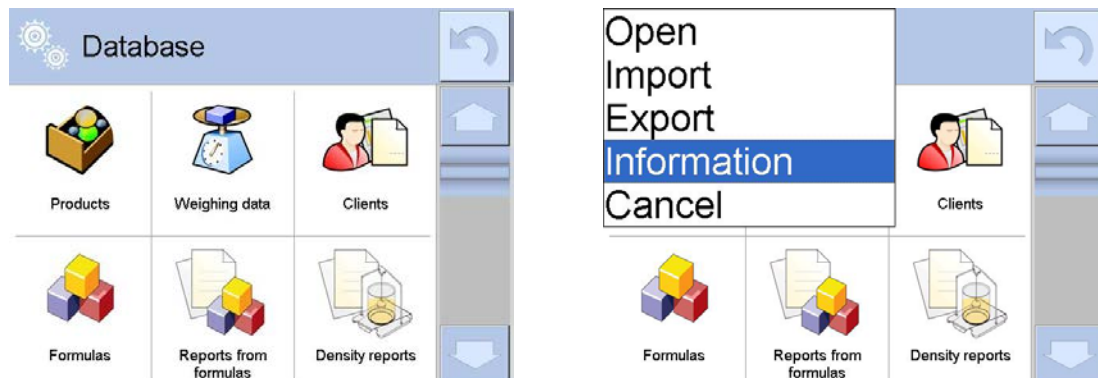 Database
Products
Weighing data
Clients
Formulas
Reports from
formulas
Density reports
Open
Import
Export
Information
Cancel
Clients
Formulas
Reports from
formulas
Density reports